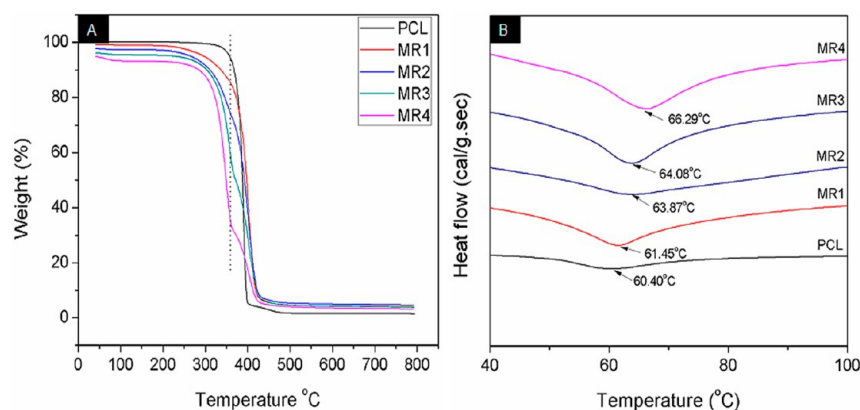 A
PCL
MR1
MR2
MR3
MR4
100
80
60
40
20
0
Weight (%)
0 100 200 300 400 500 600 700 800
Temperature °C
B
MR4
66.29°C
MR3
64.08°C
MR2
63.87°C
MR1
61.45°C
PCL
60.40°C
Heat flow (cal/g.sec)
40 60 80 100
Temperature (°C)